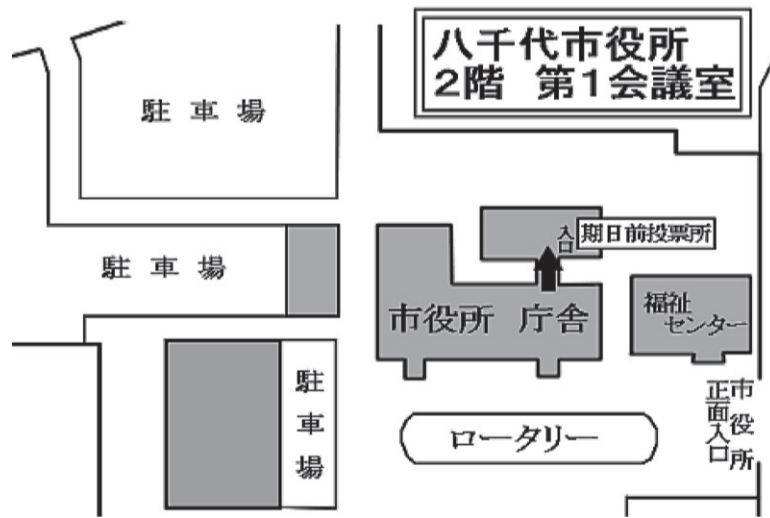 八千代市役所
2階 第1会議室
駐車場
入口
期日前投票所
駐車場
市役所 庁舎
福祉
センター
駐車場
ロータリー
市役所
正面入口